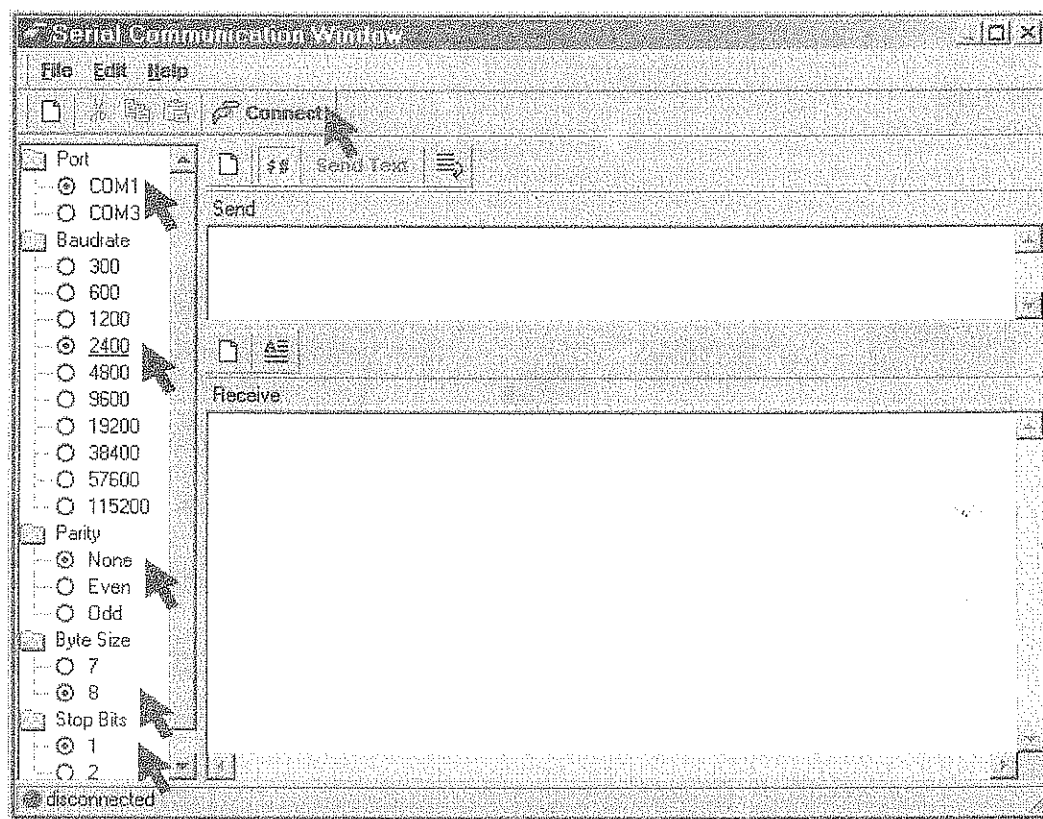 Serial Communication Window
File Edit Help
Connect
Port
COM1
COM3
Baudrate
300
600
1200
2400
4800
9600
19200
38400
57600
115200
Parity
None
Even
Odd
Byte Size
7
8
Stop Bits
1
2
Send Text
Send
Receive
disconnected